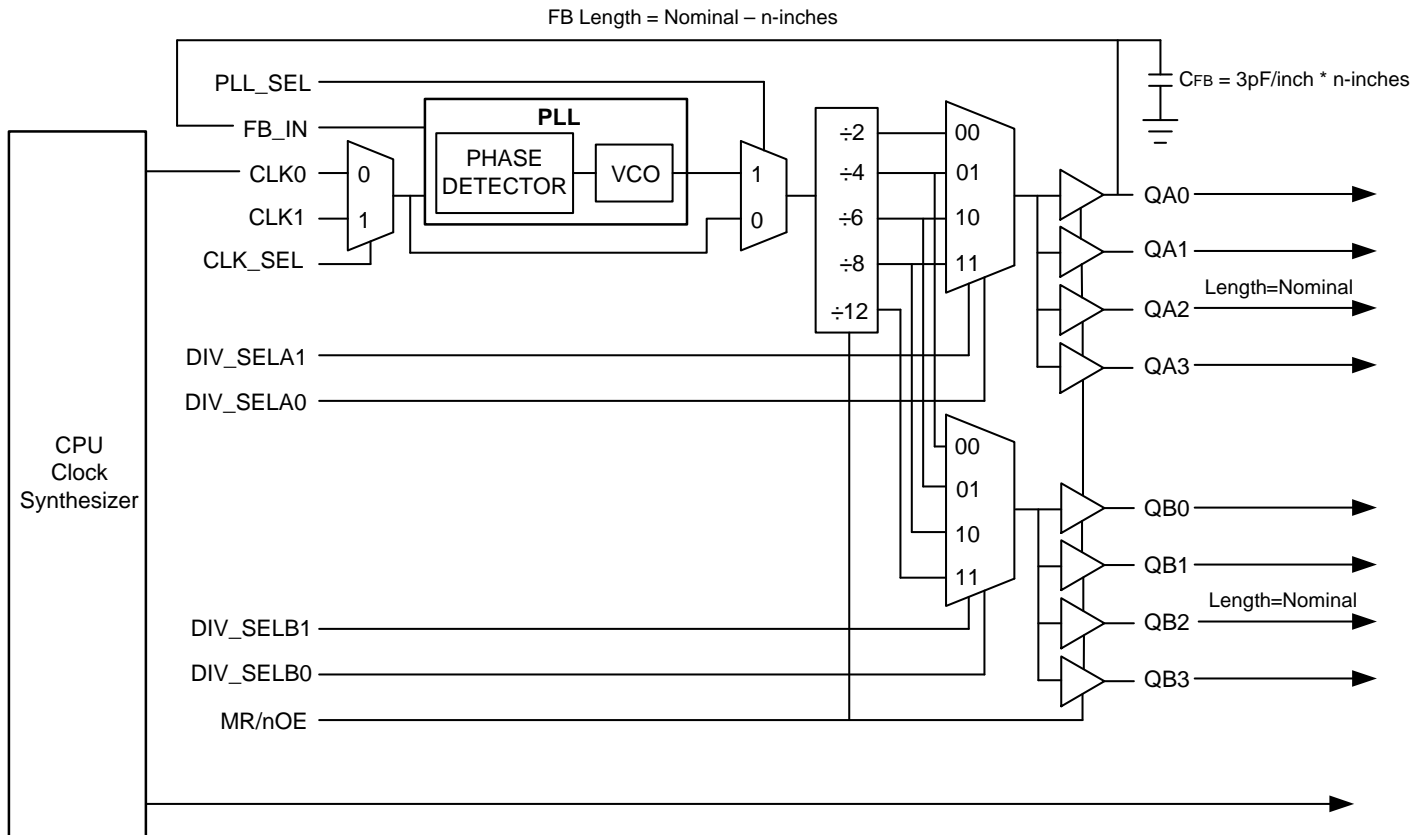 FB Length = Nominal – n-inches
CFB = 3pF/inch * n-inches
PLL_SEL
FB_IN
PLL
PHASE
DETECTOR
VCO
CLK0
CLK1
CLK_SEL
0
1
1
0
÷2
÷4
÷6
÷8
÷12
00
01
10
11
QA0
QA1
Length=Nominal
QA2
QA3
DIV_SELA1
DIV_SELA0
CPU
Clock
Synthesizer
00
01
10
11
QB0
QB1
Length=Nominal
QB2
QB3
DIV_SELB1
DIV_SELB0
MR/nOE